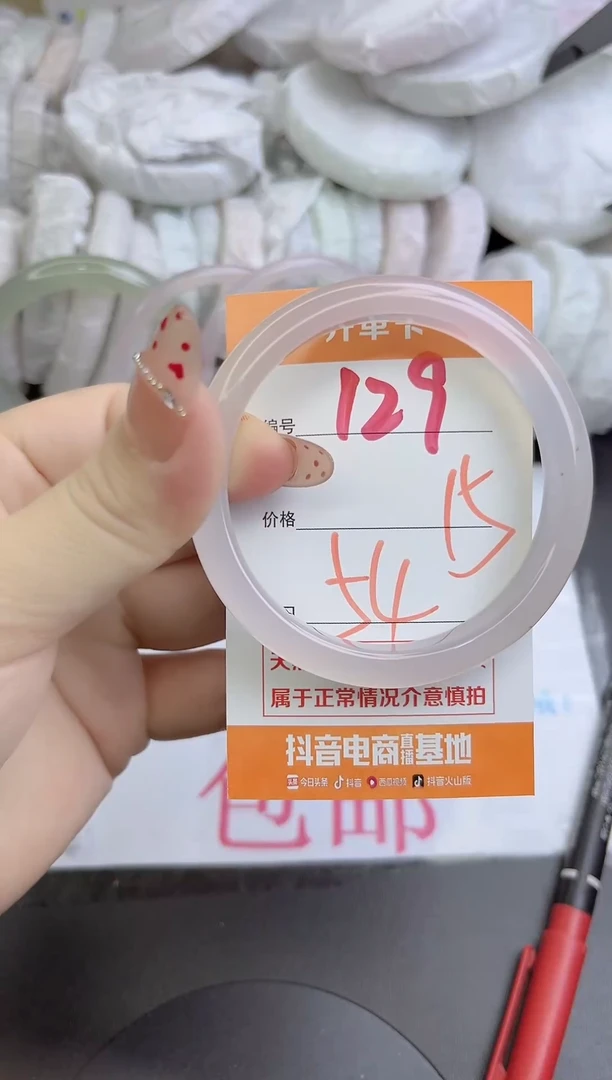 开单卡
编号 129
价格
15
54
属于正常情况介意慎拍
抖音电商直播基地
今日头条 抖音 西瓜视频 抖音火山版
包邮